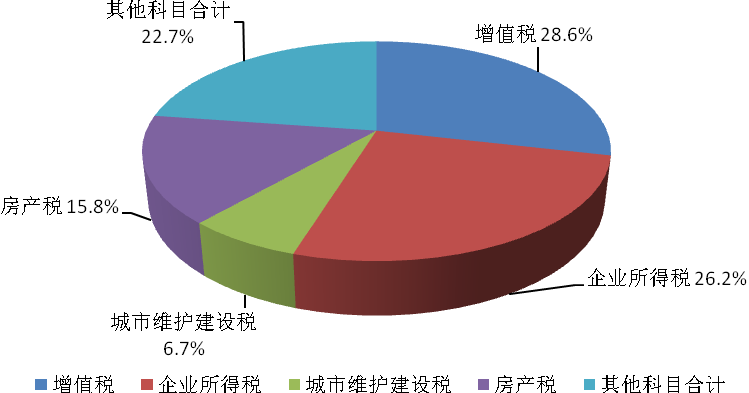 其他科目合计
22.7%
增值税 28.6%
房产税 15.8%
企业所得税 26.2%
城市维护建设税
6.7%
增值税 企业所得税 城市维护建设税 房产税 其他科目合计